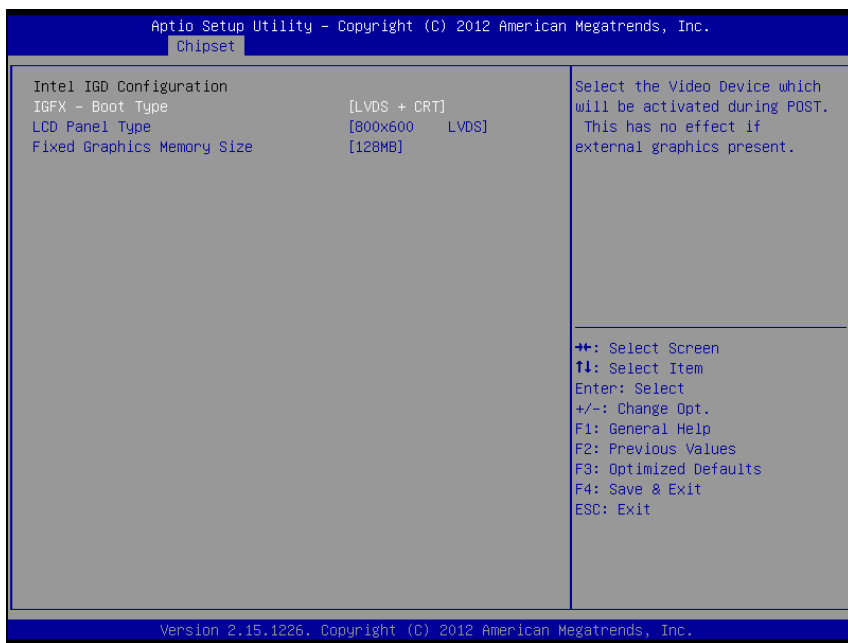 Aptio Setup Utility – Copyright (C) 2012 American Megatrends, Inc.
Chipset
Intel IGD Configuration
IGFX – Boot Type [LVDS + CRT]
LCD Panel Type [800x600 LVDS]
Fixed Graphics Memory Size [128MB]
Select the Video Device which
will be activated during POST.
This has no effect if
external graphics present.
→←: Select Screen
↑↓: Select Item
Enter: Select
+/-: Change Opt.
F1: General Help
F2: Previous Values
F3: Optimized Defaults
F4: Save & Exit
ESC: Exit
Version 2.15.1226. Copyright (C) 2012 American Megatrends, Inc.